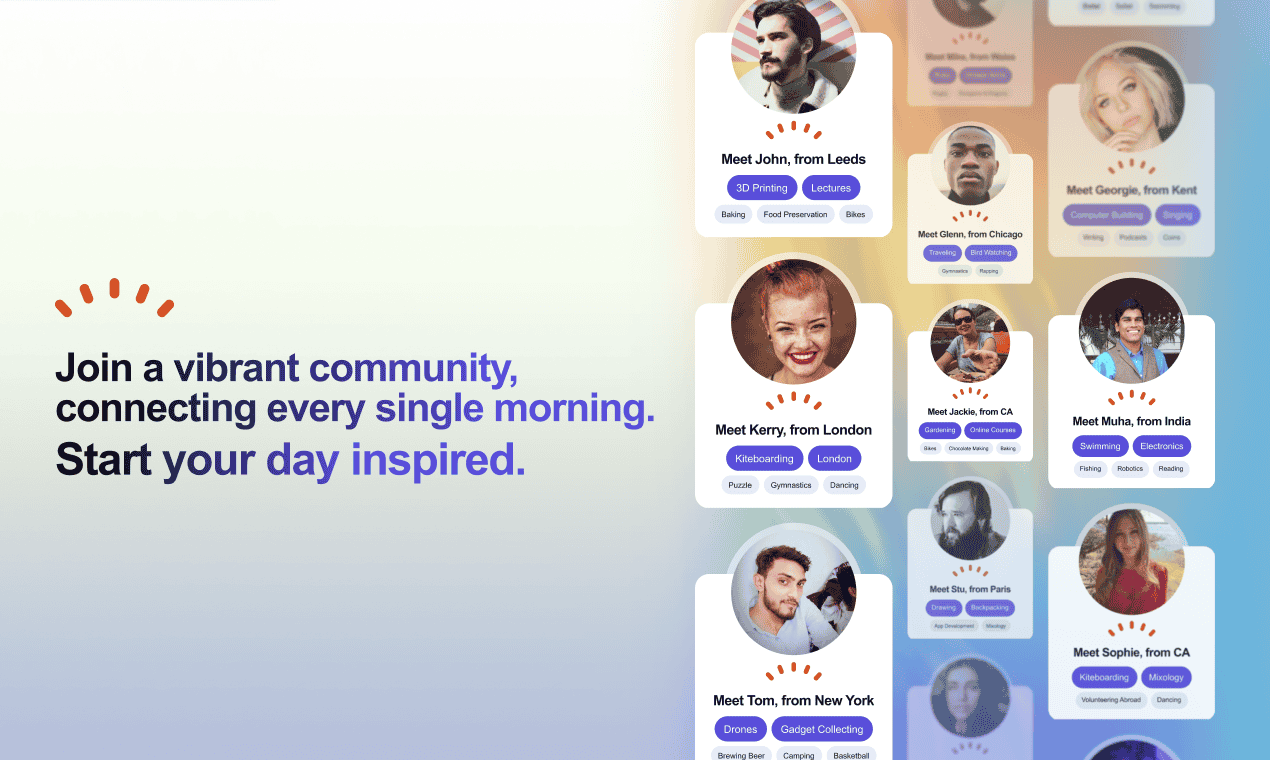 Join a vibrant community,
connecting every single morning.
Start your day inspired.
Meet John, from Leeds
3D Printing Lectures
Baking Food Preservation Bikes
Meet Kerry, from London
Kiteboarding London
Puzzle Gymnastics Dancing
Meet Tom, from New York
Drones Gadget Collecting
Brewing Beer Camping Basketball
Meet Mike, from Wales
Meet Glenn, from Chicago
Traveling Bird Watching
Gymnastics Rapping
Meet Jackie, from CA
Gardening Online Courses
Bikes Chocolate Making Baking
Meet Stu, from Paris
Drawing Backpacking
App Development Mixology
Meet Georgie, from Kent
Computer Building Singing
Writing Podcasts Coins
Meet Muha, from India
Swimming Electronics
Fishing Robotics Reading
Meet Sophie, from CA
Kiteboarding Mixology
Volunteering Abroad Dancing